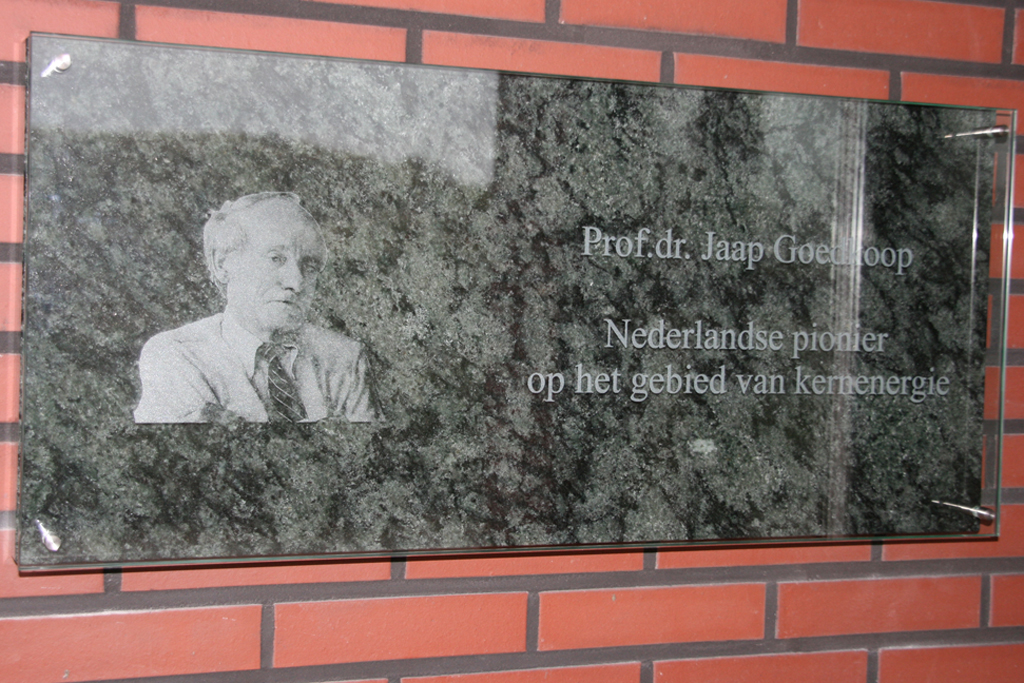 Prof.dr. Jaap Goedkoop
Nederlandse pionier
op het gebied van kernenergie